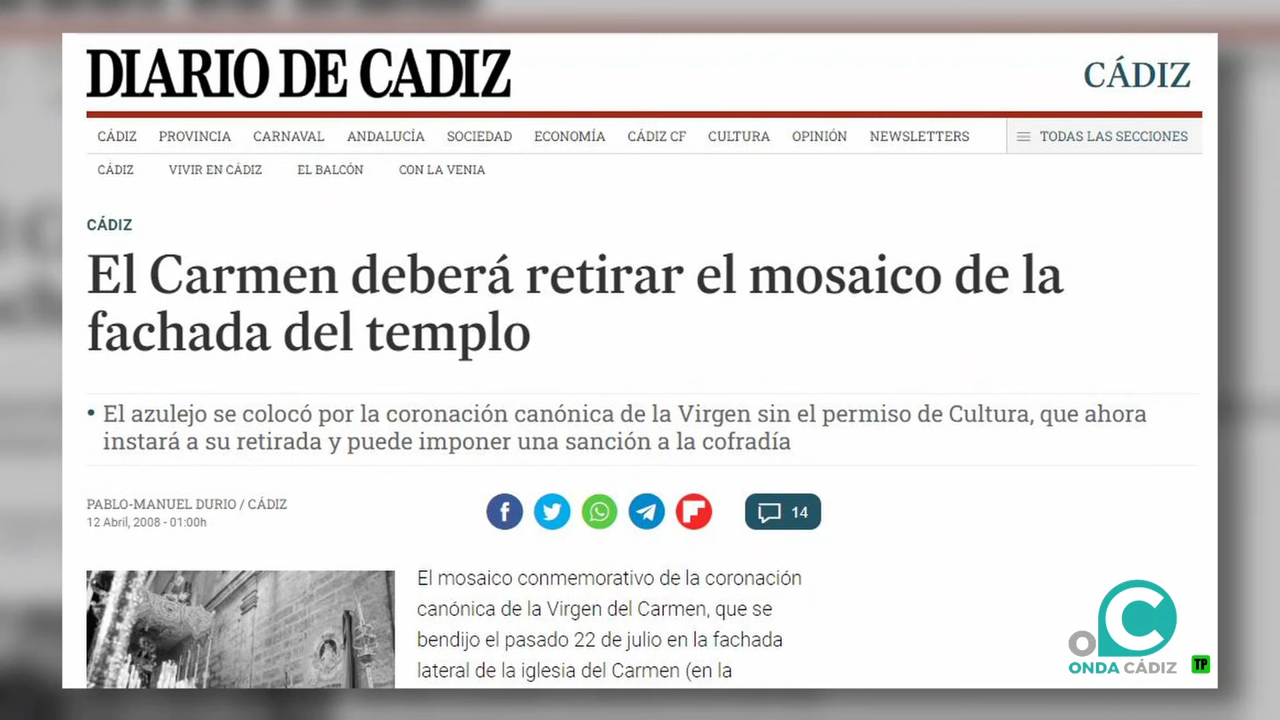 DIARIO DE CADIZ
CÁDIZ
CÁDIZ PROVINCIA CARNAVAL ANDALUCÍA SOCIEDAD ECONOMÍA CÁDIZ CF CULTURA OPINIÓN NEWSLETTERS TODAS LAS SECCIONES
CÁDIZ VIVIR EN CÁDIZ EL BALCÓN CON LA VENIA
CÁDIZ
El Carmen deberá retirar el mosaico de la
fachada del templo
• El azulejo se colocó por la coronación canónica de la Virgen sin el permiso de Cultura, que ahora
instará a su retirada y puede imponer una sanción a la cofradía
PABLO-MANUEL DURIO / CÁDIZ
12 Abril, 2008 - 01:00h
14
El mosaico conmemorativo de la coronación
canónica de la Virgen del Carmen, que se
bendijo el pasado 22 de julio en la fachada
lateral de la iglesia del Carmen (en la
ONDA CÁDIZ
TP